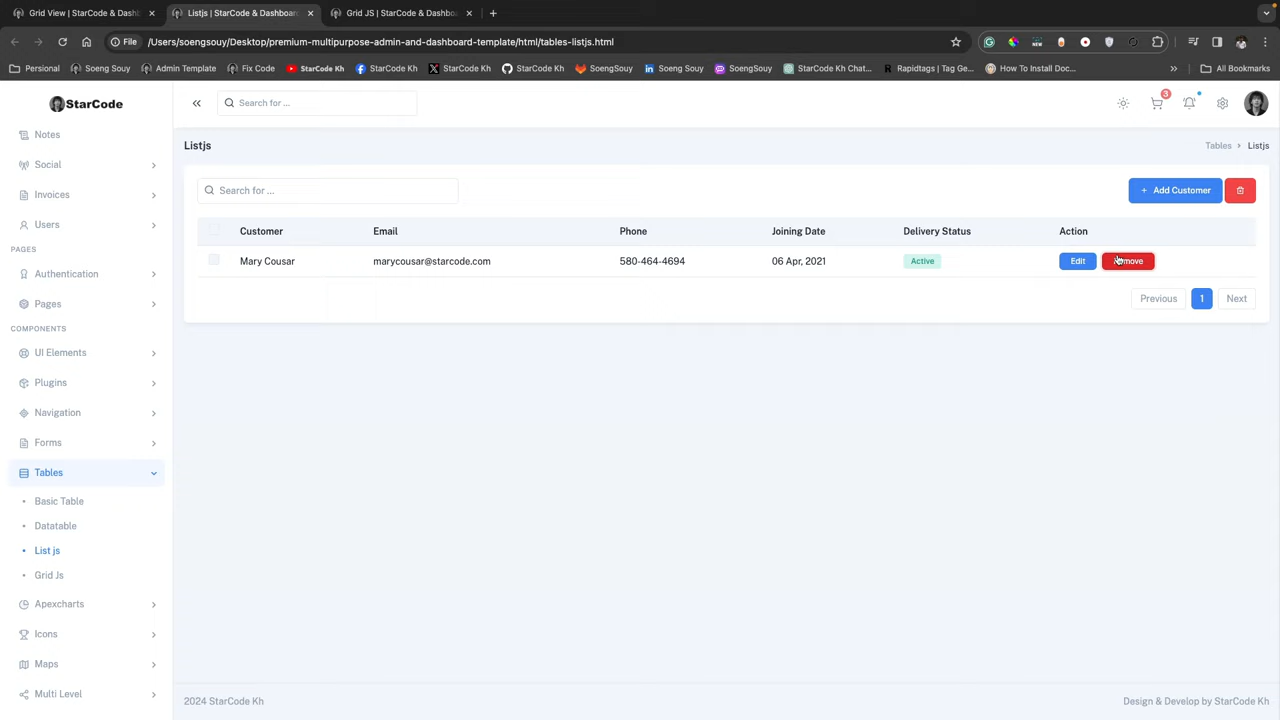 Grid View | StarCode & Dashb
Listjs | StarCode & Dashboar
Grid JS | StarCode & Dashboa
File
/Users/soengsouy/Desktop/premium-multipurpose-admin-and-dashboard-template/html/tables-listjs.html
Personal
Soeng Souy
Admin Template
Fix Code
StarCode Kh
StarCode Kh
StarCode Kh
StarCode Kh
SoengSouy
Soeng Souy
SoengSouy
StarCode Kh Chat...
Rapidtags | Tag Ge...
How To Install Doc...
»
All Bookmarks
StarCode
Search for ...
3
Notes
Social
Invoices
Users
PAGES
Authentication
Pages
COMPONENTS
UI Elements
Plugins
Navigation
Forms
Tables
Basic Table
Datatable
List js
Grid Js
Apexcharts
Icons
Maps
Multi Level
Listjs
Tables
Listjs
Search for ...
+ Add Customer
Customer Email Phone Joining Date Delivery Status Action
Mary Cousar marycousar@starcode.com 580-464-4694 06 Apr, 2021 Active Edit
Previous 1 Next
2024 StarCode Kh
Design & Develop by StarCode Kh